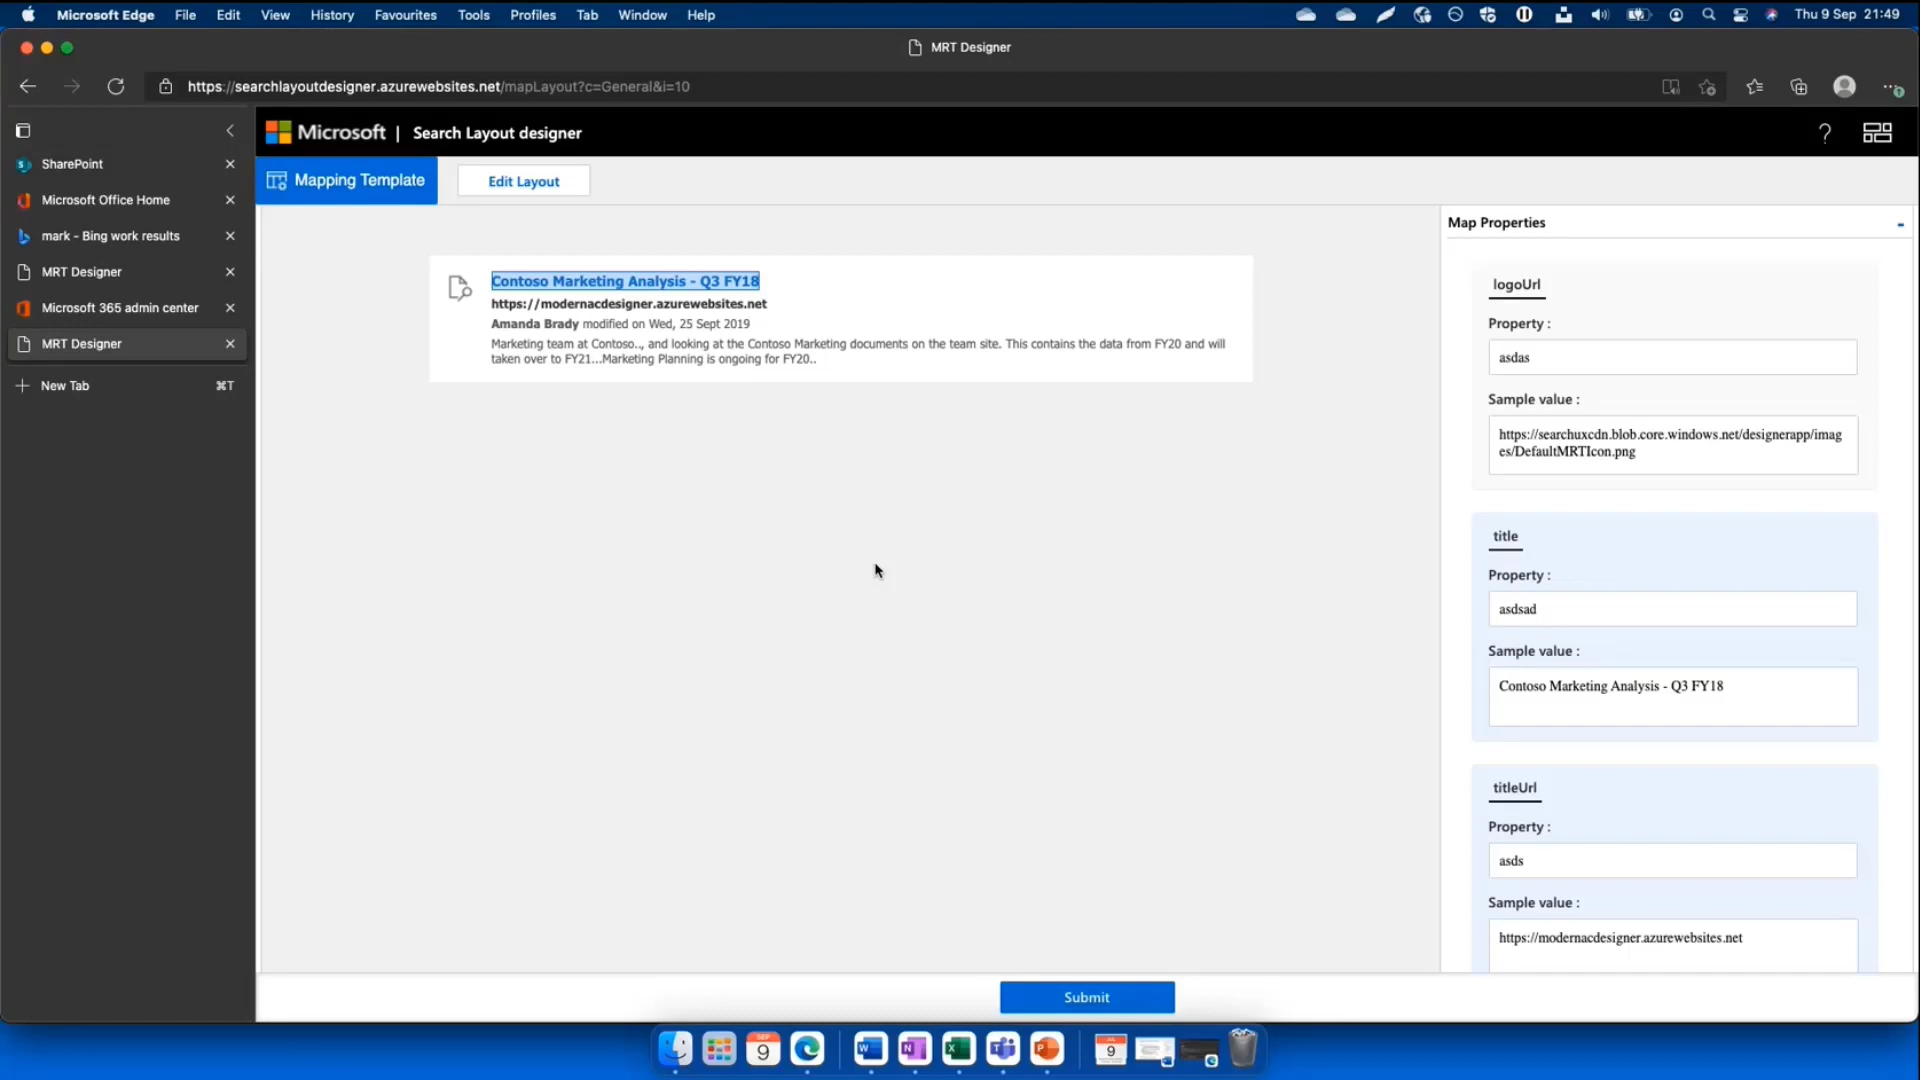 Microsoft Edge File Edit View History Favourites Tools Profiles Tab Window Help Thu 9 Sep 21:49
MRT Designer
https://searchlayoutdesigner.azurewebsites.net/mapLayout?c=General&i=10
SharePoint
Microsoft Office Home
mark - Bing work results
MRT Designer
Microsoft 365 admin center
MRT Designer
New Tab ⌘T
Microsoft | Search Layout designer ?
Mapping Template Edit Layout
Contoso Marketing Analysis - Q3 FY18
https://modernacdesigner.azurewebsites.net
Amanda Brady modified on Wed, 25 Sept 2019
Marketing team at Contoso.., and looking at the Contoso Marketing documents on the team site. This contains the data from FY20 and will
taken over to FY21...Marketing Planning is ongoing for FY20..
Map Properties -
logoUrl
Property :
asdas
Sample value :
https://searchuxcdn.blob.core.windows.net/designerapp/imag
es/DefaultMRTIcon.png
title
Property :
asdsad
Sample value :
Contoso Marketing Analysis - Q3 FY18
titleUrl
Property :
asds
Sample value :
https://modernacdesigner.azurewebsites.net
Submit
SEP
9
W N X P
9